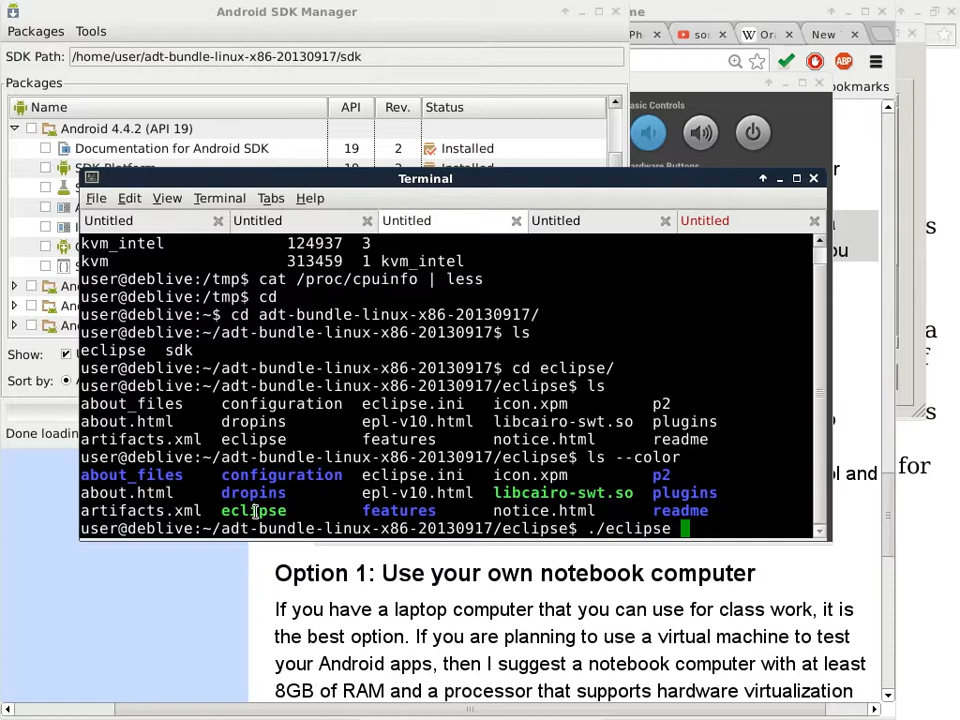 Android SDK Manager
Packages Tools
SDK Path: /home/user/adt-bundle-linux-x86-20130917/sdk
Packages
Name API Rev. Status
Android 4.4.2 (API 19)
Documentation for Android SDK 19 2 Installed
Show:
Sort by:
Done loadin
me
so
W Or
New
ABP
ookmarks
asic Controls
Terminal
File Edit View Terminal Tabs Help
Untitled Untitled Untitled Untitled Untitled
kvm_intel 124937 3
kvm 313459 1 kvm_intel
user@deblive:/tmp$ cat /proc/cpuinfo | less
user@deblive:/tmp$ cd
user@deblive:~$ cd adt-bundle-linux-x86-20130917/
user@deblive:~/adt-bundle-linux-x86-20130917$ ls
eclipse sdk
user@deblive:~/adt-bundle-linux-x86-20130917$ cd eclipse/
user@deblive:~/adt-bundle-linux-x86-20130917/eclipse$ ls
about_files configuration eclipse.ini icon.xpm p2
about.html dropins epl-v10.html libcairo-swt.so plugins
artifacts.xml eclipse features notice.html readme
user@deblive:~/adt-bundle-linux-x86-20130917/eclipse$ ls --color
about_files configuration eclipse.ini icon.xpm p2
about.html dropins epl-v10.html libcairo-swt.so plugins
artifacts.xml eclipse features notice.html readme
user@deblive:~/adt-bundle-linux-x86-20130917/eclipse$ ./eclipse
ol and
for
Option 1: Use your own notebook computer
If you have a laptop computer that you can use for class work, it is
the best option. If you are planning to use a virtual machine to test
your Android apps, then I suggest a notebook computer with at least
8GB of RAM and a processor that supports hardware virtualization